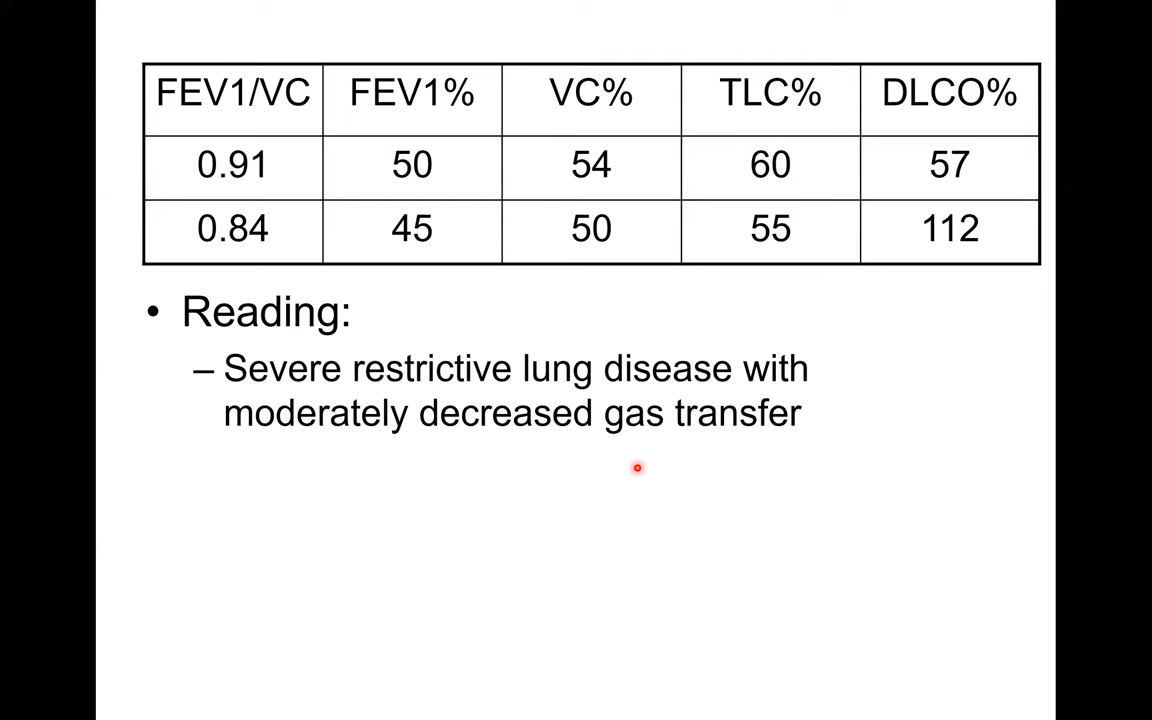 FEV1/VC FEV1% VC% TLC% DLCO%
0.91 50 54 60 57
0.84 45 50 55 112
• Reading:
– Severe restrictive lung disease with
moderately decreased gas transfer